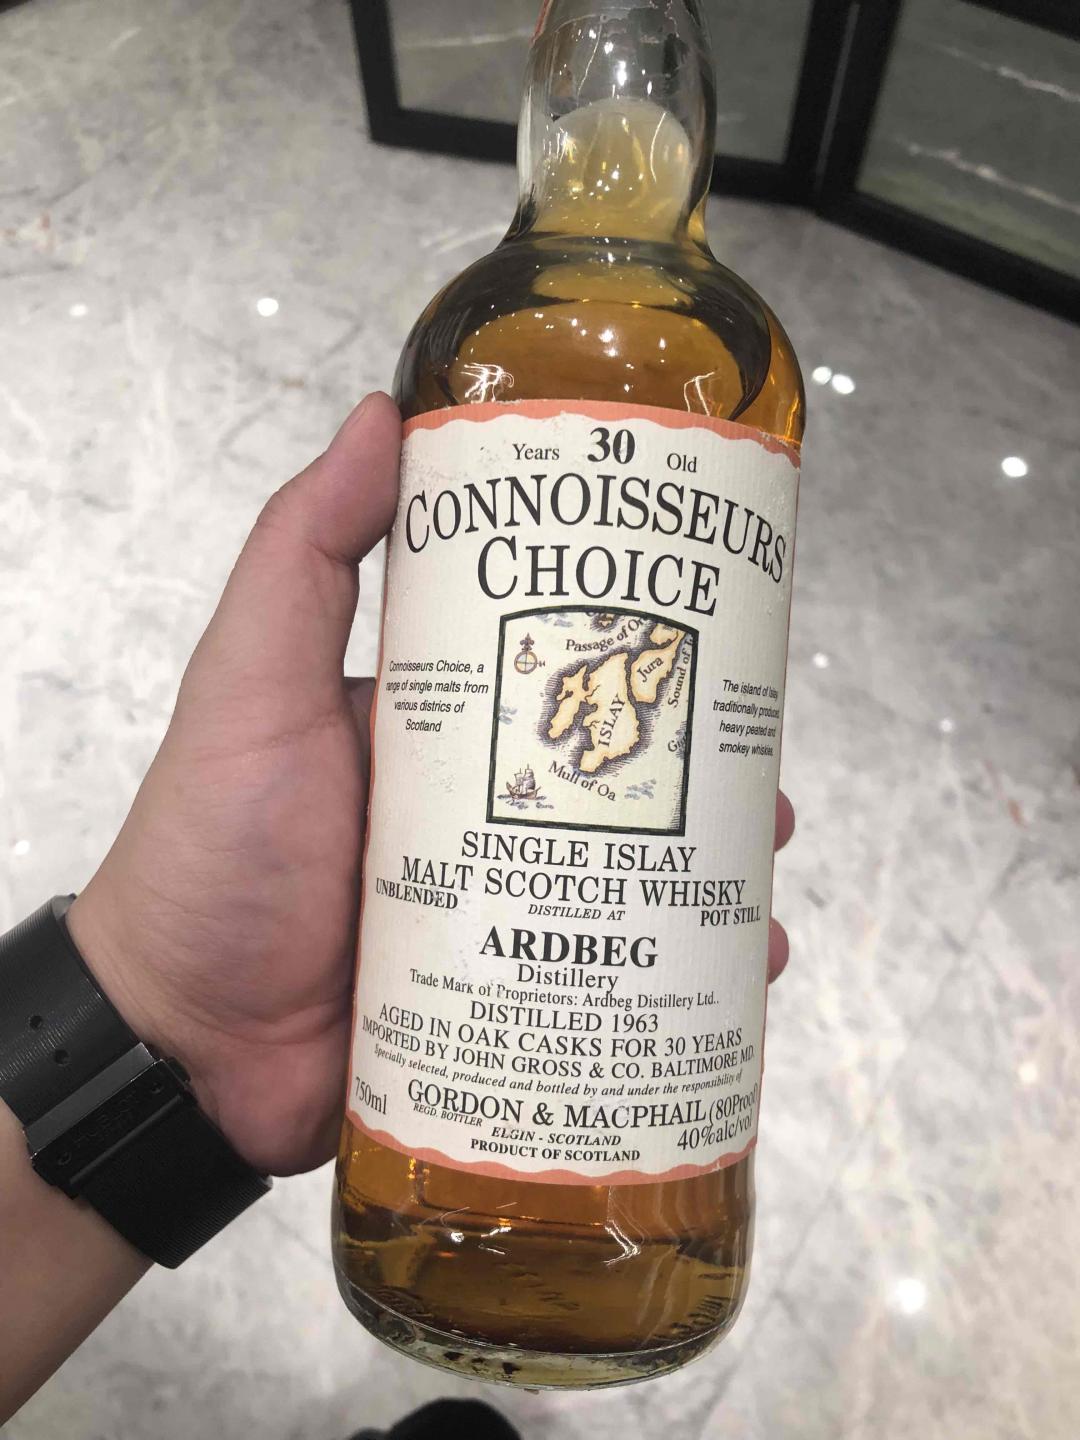 Years 30 Old
CONNOISSEURS
CHOICE
Connoisseurs Choice, a
range of single malts from
various districs of
Scotland
Passage of
Jura
Sound of
ISLAY
Mull of Oa
The island of Islay
traditionally produced
heavy peated and
smokey whiskies.
SINGLE ISLAY
MALT SCOTCH WHISKY
UNBLENDED DISTILLED AT POT STILL
ARDBEG
Distillery
Trade Mark of Proprietors: Ardbeg Distillery Ltd..
DISTILLED 1963
AGED IN OAK CASKS FOR 30 YEARS
IMPORTED BY JOHN GROSS & CO. BALTIMORE MD.
Specially selected, produced and bottled by and under the responsibility of
750ml GORDON & MACPHAIL (80Proof)
REGD. BOTTLER ELGIN - SCOTLAND 40%alc/vol
PRODUCT OF SCOTLAND